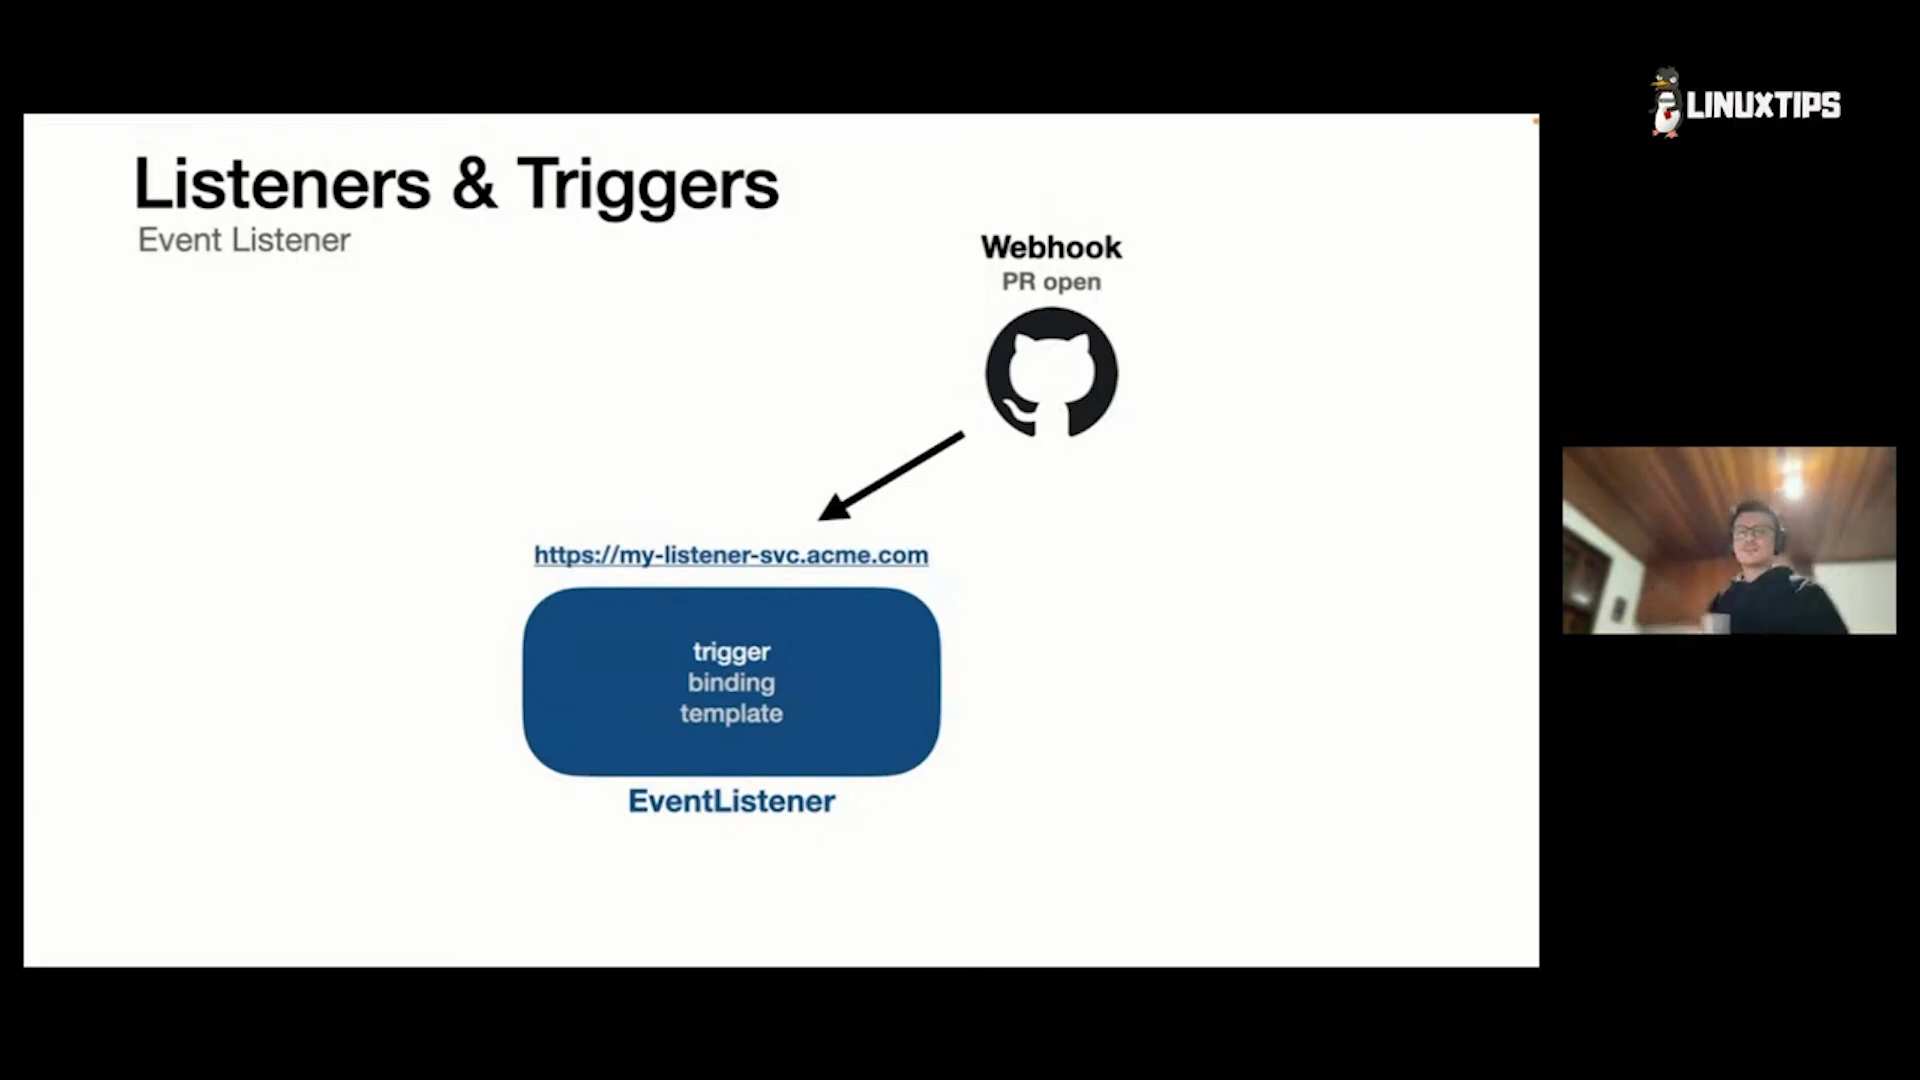 LINUXTIPS
Listeners & Triggers
Event Listener
Webhook
PR open
https://my-listener-svc.acme.com
trigger
binding
template
EventListener